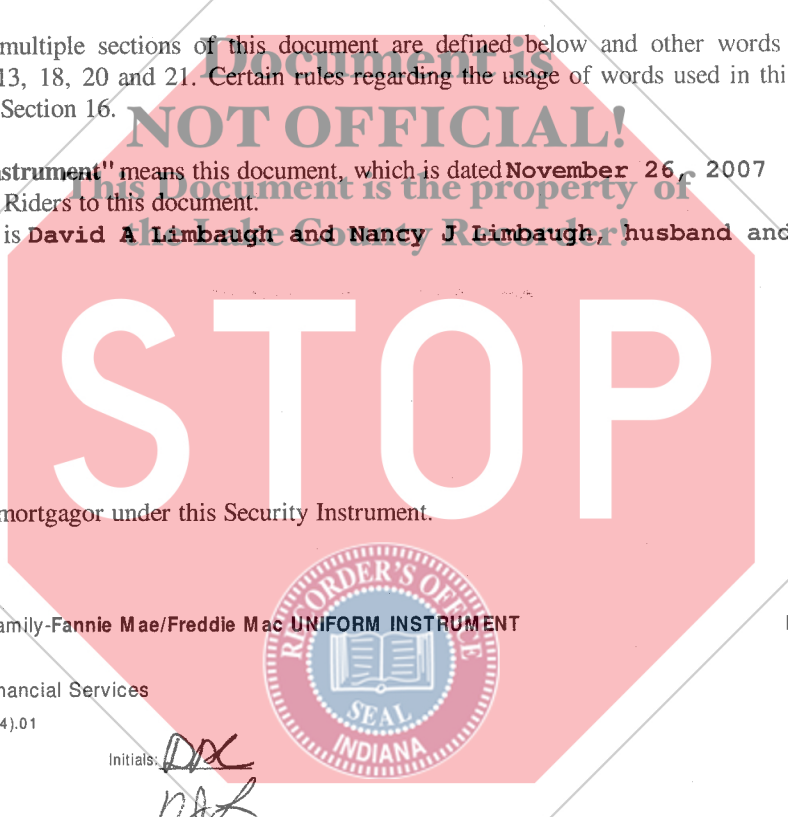 multiple sections of this document are defined below and other words
13, 18, 20 and 21. Certain rules regarding the usage of words used in thi
Section 16.
Document is
NOT OFFICIAL!
This Document is the property of
the Lake County Recorder!
strument" means this document, which is dated November 26, 2007
Riders to this document.
is David A Limbaugh and Nancy J Limbaugh, husband and
STOP
mortgagor under this Security Instrument.
amily-Fannie Mae/Freddie Mac UNIFORM INSTRUMENT
nancial Services
4).01
RECORDER'S OFFICE
SEAL
INDIANA
Initials: